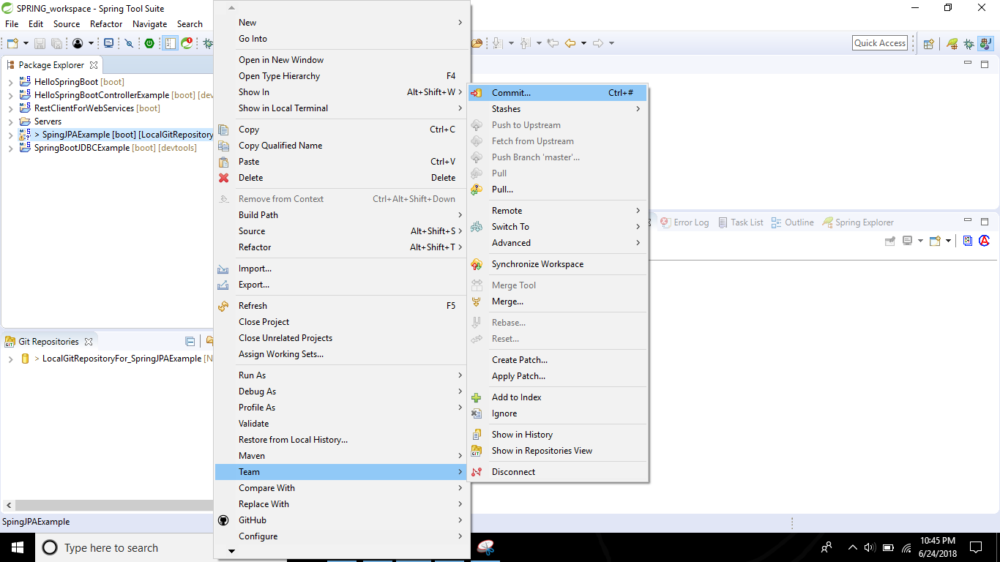 SPRING_workspace - Spring Tool Suite
File Edit Source Refactor Navigate Search
Quick Access
Package Explorer
HelloSpringBoot [boot]
HelloSpringBootControllerExample [boot] [dev
RestClientForWebServices [boot]
Servers
> SpingJPAExample [boot] [LocalGitRepository
SpringBootJDBCExample [boot] [devtools]
Git Repositories
> LocalGitRepositoryFor_SpringJPAExample [N
SpingJPAExample
New
Go Into
Open in New Window
Open Type Hierarchy F4
Show In Alt+Shift+W
Show in Local Terminal
Copy Ctrl+C
Copy Qualified Name
Paste Ctrl+V
Delete Delete
Remove from Context Ctrl+Alt+Shift+Down
Build Path
Source Alt+Shift+S
Refactor Alt+Shift+T
Import...
Export...
Refresh F5
Close Project
Close Unrelated Projects
Assign Working Sets...
Run As
Debug As
Profile As
Validate
Restore from Local History...
Maven
Team
Compare With
Replace With
GitHub
Configure
Commit... Ctrl+#
Stashes
Push to Upstream
Fetch from Upstream
Push Branch 'master'...
Pull
Pull...
Remote
Switch To
Advanced
Synchronize Workspace
Merge Tool
Merge...
Rebase...
Reset...
Create Patch...
Apply Patch...
Add to Index
Ignore
Show in History
Show in Repositories View
Disconnect
Error Log Task List Outline Spring Explorer
Type here to search
10:45 PM
6/24/2018